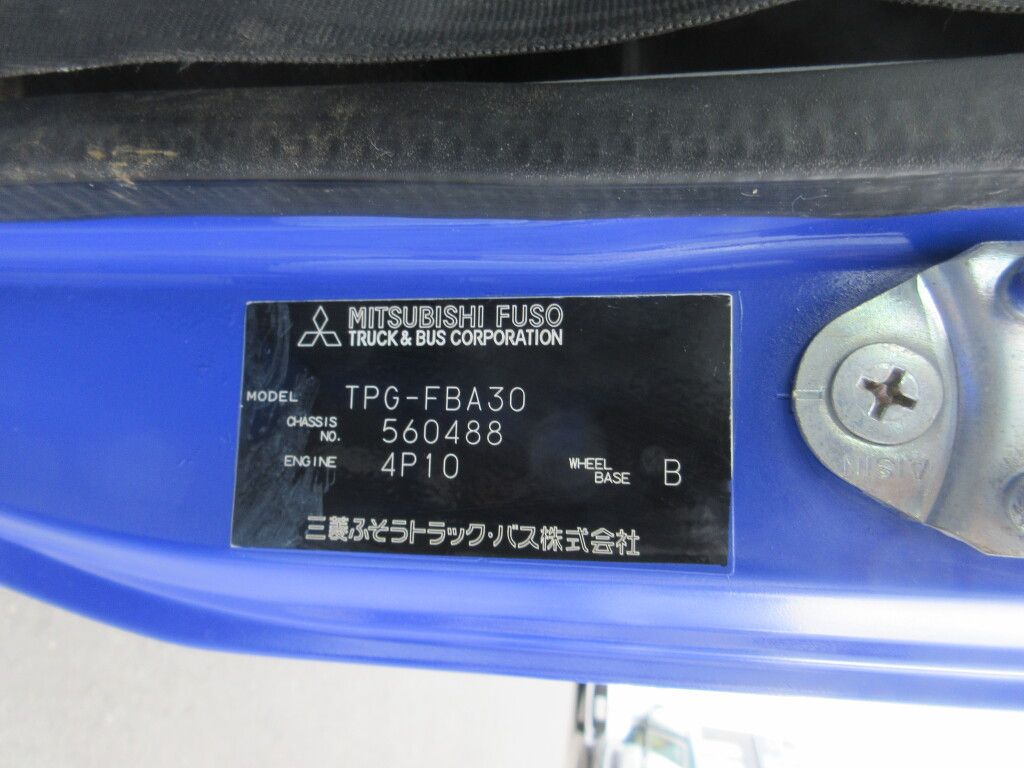 MITSUBISHI FUSO
TRUCK & BUS CORPORATION
MODEL TPG-FBA30
CHASSIS NO. 560488
ENGINE 4P10 WHEEL BASE B
三菱ふそうトラック・バス株式会社
AISIN